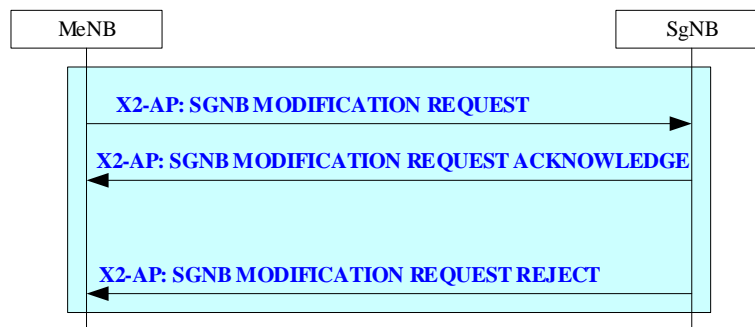 MeNB
SgNB
X2-AP: SGNB MODIFICATION REQUEST
X2-AP: SGNB MODIFICATION REQUEST ACKNOWLEDGE
X2-AP: SGNB MODIFICATION REQUEST REJECT